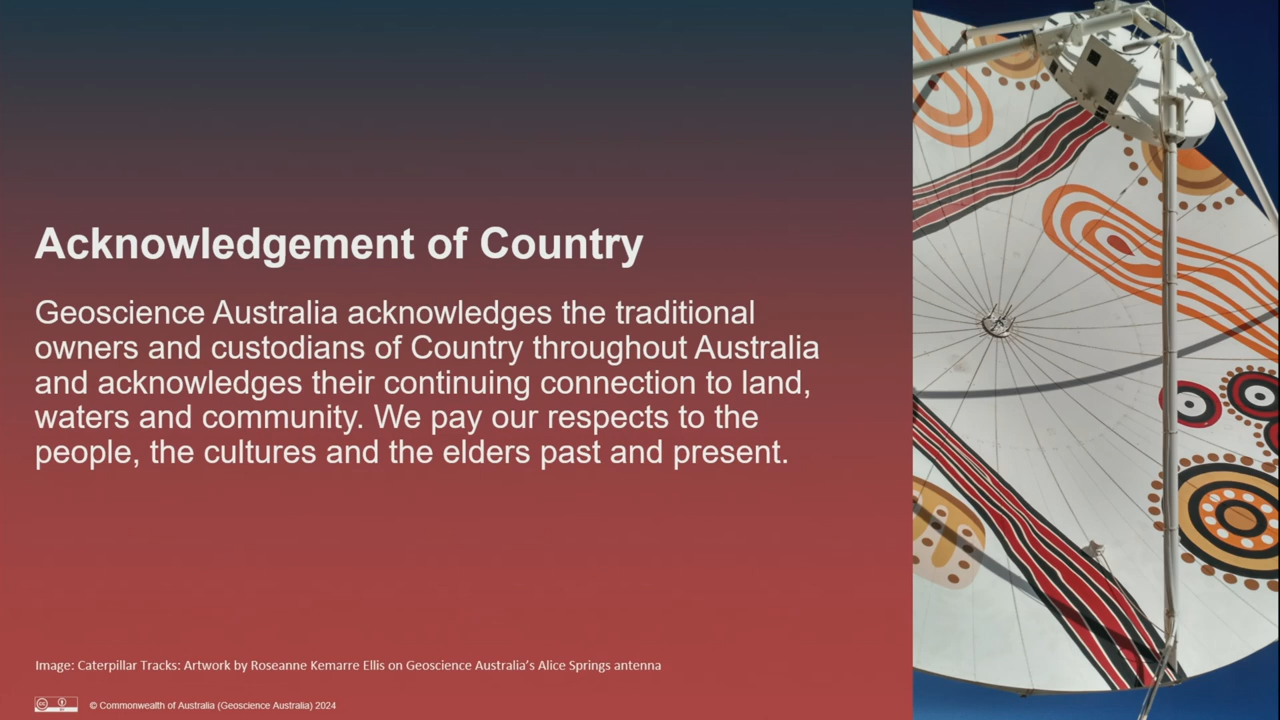 Acknowledgement of Country
Geoscience Australia acknowledges the traditional
owners and custodians of Country throughout Australia
and acknowledges their continuing connection to land,
waters and community. We pay our respects to the
people, the cultures and the elders past and present.
Image: Caterpillar Tracks: Artwork by Roseanne Kemarre Ellis on Geoscience Australia's Alice Springs antenna
© Commonwealth of Australia (Geoscience Australia) 2024